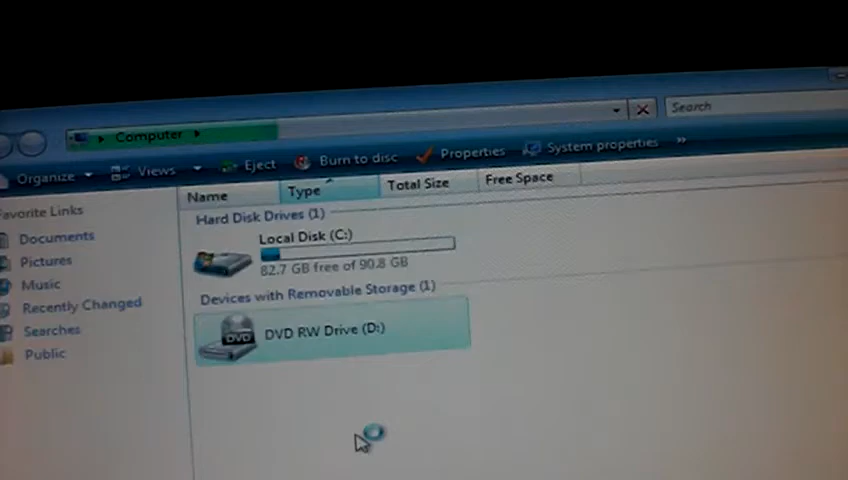 Computer
Search
Organize Views Eject Burn to disc Properties System properties »
Name Type Total Size Free Space
Favorite Links
Documents
Pictures
Music
Recently Changed
Searches
Public
Hard Disk Drives (1)
Local Disk (C:)
82.7 GB free of 90.8 GB
Devices with Removable Storage (1)
DVD
DVD RW Drive (D:)